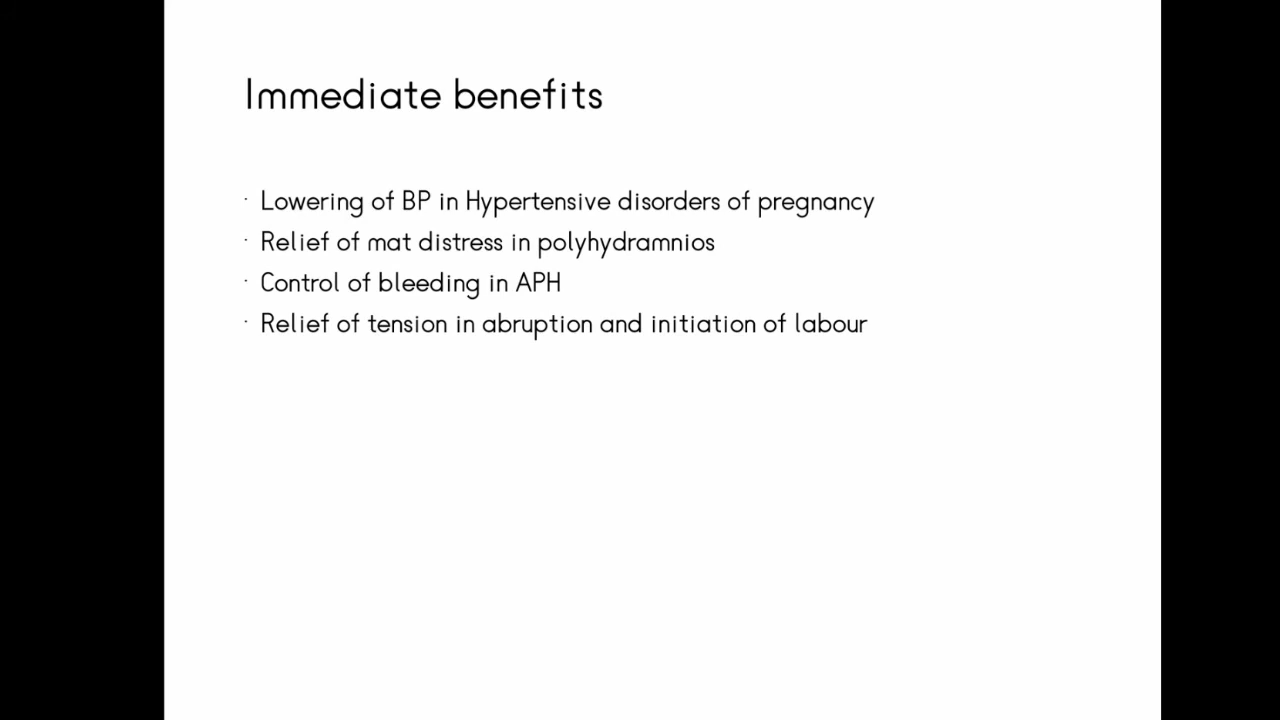 Immediate benefits
· Lowering of BP in Hypertensive disorders of pregnancy
· Relief of mat distress in polyhydramnios
· Control of bleeding in APH
· Relief of tension in abruption and initiation of labour